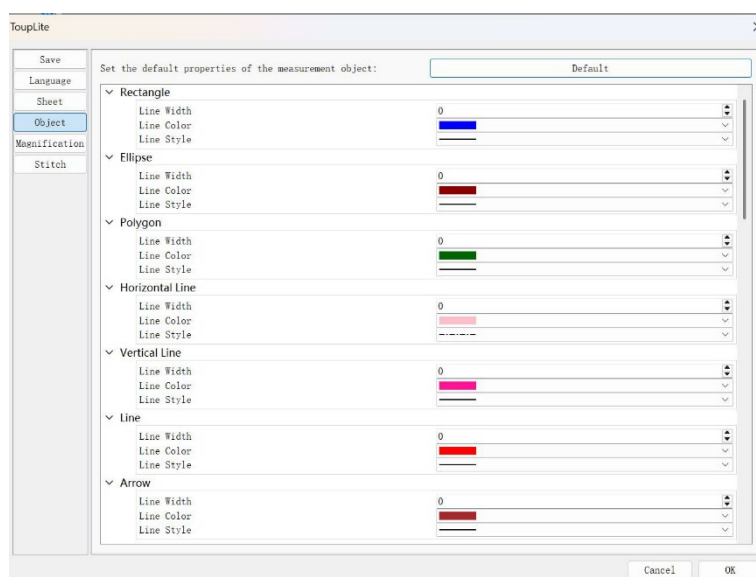 ToupLite
Save
Language
Sheet
Object
Magnification
Stitch
Set the default properties of the measurement object:
Default
Rectangle
Line Width 0
Line Color
Line Style
Ellipse
Line Width 0
Line Color
Line Style
Polygon
Line Width 0
Line Color
Line Style
Horizontal Line
Line Width 0
Line Color
Line Style
Vertical Line
Line Width 0
Line Color
Line Style
Line
Line Width 0
Line Color
Line Style
Arrow
Line Width 0
Line Color
Line Style
Cancel OK